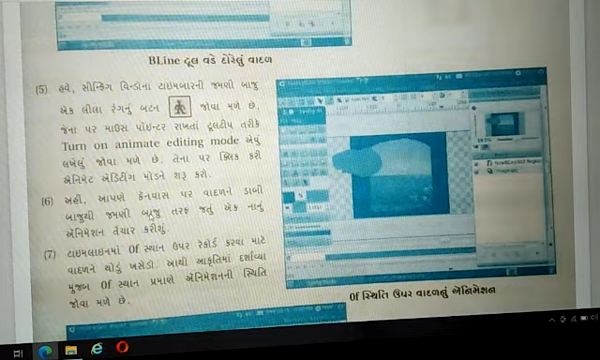 BLine ટૂલ વડે દોરેલું વાદળ
(5) હવે, સીન્ફિગ વિન્ડોના ટાઇમબારની જમણી બાજુ
એક લીલા રંગનું બટન જોવા મળે છે.
જેના પર માઉસ પૉઇન્ટર રાખતાં ટૂલટીપ તરીકે
Turn on animate editing mode એવું
લખેલું જોવા મળે છે. તેના પર ક્લિક કરી
એનિમેટ એડિટીંગ મોડને શરૂ કરો.
(6) અહીં, આપણે કેનવાસ પર વાદળને ડાબી
બાજુથી જમણી બાજુ તરફ જતું એક નાનું
ઍનિમેશન તૈયાર કરીશું.
(7) ટાઇમલાઇનમાં 0f સ્થાન ઉપર રેકોર્ડ કરવા માટે
વાદળને થોડું ખસેડો. આથી આકૃતિમાં દર્શાવ્યા
મુજબ 0f સ્થાન પ્રમાણે ઍનિમેશનની સ્થિતિ
જોવા મળે છે.
0f સ્થિતિ ઉપર વાદળનું ઍનિમેશન